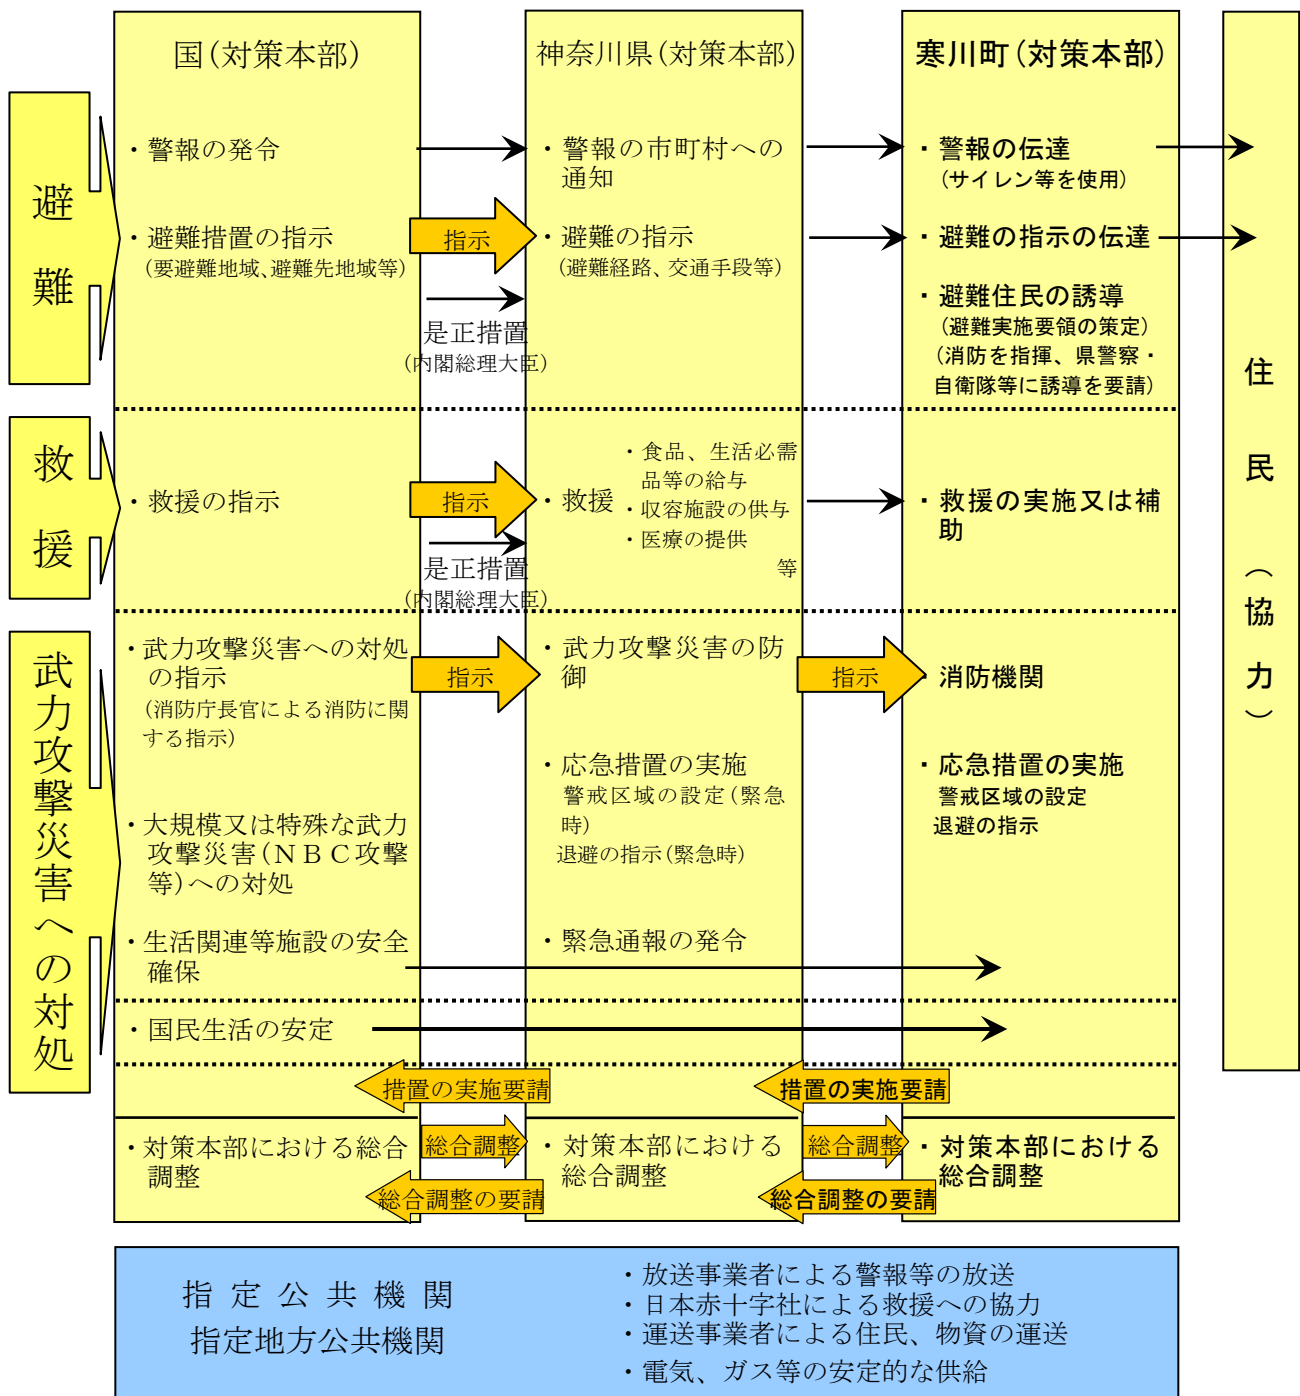 国(対策本部)
神奈川県(対策本部)
寒川町(対策本部)
避
難
・警報の発令
・警報の市町村への
通知
・警報の伝達
(サイレン等を使用)
・避難措置の指示
(要避難地域、避難先地域等)
指示
・避難の指示
(避難経路、交通手段等)
・避難の指示の伝達
是正措置
(内閣総理大臣)
・避難住民の誘導
(避難実施要領の策定)
(消防を指揮、県警察・
自衛隊等に誘導を要請)
救
援
・救援の指示
指示
・救援
・食品、生活必需
品等の給与
・収容施設の供与
・医療の提供
等
・救援の実施又は補
助
是正措置
(内閣総理大臣)
武力攻撃災害への対処
・武力攻撃災害への対処
の指示
(消防庁長官による消防に関
する指示)
指示
・武力攻撃災害の防
御
指示
・消防機関
・応急措置の実施
警戒区域の設定(緊急
時)
退避の指示(緊急時)
・応急措置の実施
警戒区域の設定
退避の指示
・大規模又は特殊な武力
攻撃災害(NBC攻撃
等)への対処
・生活関連等施設の安全
確保
・緊急通報の発令
・国民生活の安定
措置の実施要請
措置の実施要請
・対策本部における総合
調整
総合調整
・対策本部における
総合調整
総合調整
・対策本部における
総合調整
総合調整の要請
総合調整の要請
住
民
(
協
力
)
指定公共機関
指定地方公共機関
・放送事業者による警報等の放送
・日本赤十字社による救援への協力
・運送事業者による住民、物資の運送
・電気、ガス等の安定的な供給